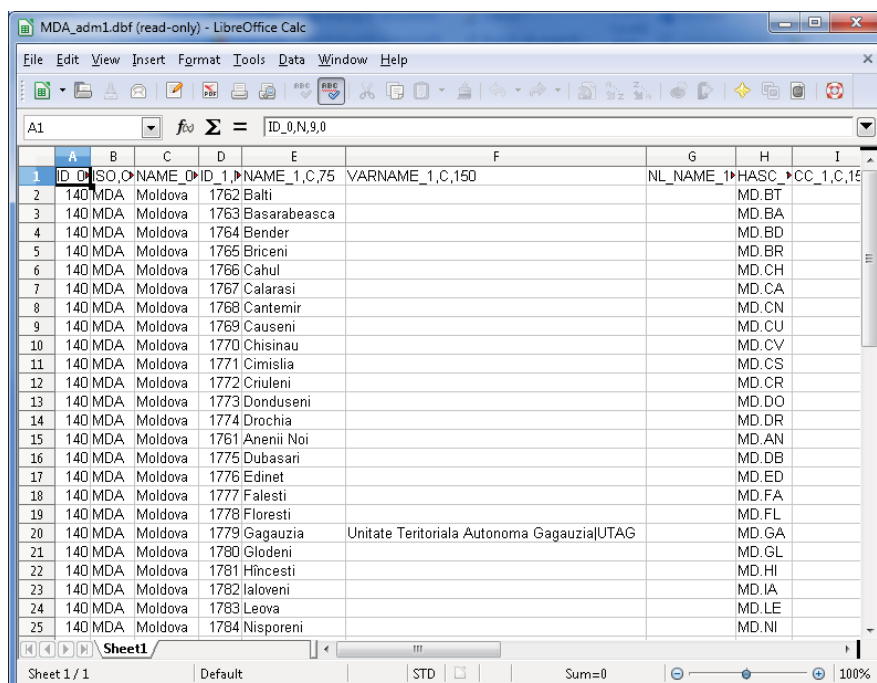 MDA_adm1.dbf (read-only) - LibreOffice Calc
File Edit View Insert Format Tools Data Window Help
A1 f(x) Σ = ID_0,N,9,0
A B C D E F G H I
1 ID_0 ISO,C NAME_0 ID_1,N NAME_1,C,75 VARNAME_1,C,150 NL_NAME_1 HASC_ CC_1,C,15
2 140 MDA Moldova 1762 Balti MD.BT
3 140 MDA Moldova 1763 Basarabeasca MD.BA
4 140 MDA Moldova 1764 Bender MD.BD
5 140 MDA Moldova 1765 Briceni MD.BR
6 140 MDA Moldova 1766 Cahul MD.CH
7 140 MDA Moldova 1767 Calarasi MD.CA
8 140 MDA Moldova 1768 Cantemir MD.CN
9 140 MDA Moldova 1769 Causeni MD.CU
10 140 MDA Moldova 1770 Chisinau MD.CV
11 140 MDA Moldova 1771 Cimislia MD.CS
12 140 MDA Moldova 1772 Criuleni MD.CR
13 140 MDA Moldova 1773 Donduseni MD.DO
14 140 MDA Moldova 1774 Drochia MD.DR
15 140 MDA Moldova 1761 Anenii Noi MD.AN
16 140 MDA Moldova 1775 Dubasari MD.DB
17 140 MDA Moldova 1776 Edinet MD.ED
18 140 MDA Moldova 1777 Falesti MD.FA
19 140 MDA Moldova 1778 Floresti MD.FL
20 140 MDA Moldova 1779 Gagauzia Unitate Teritoriala Autonoma Gagauzia|UTAG MD.GA
21 140 MDA Moldova 1780 Glodeni MD.GL
22 140 MDA Moldova 1781 Hîncesti MD.HI
23 140 MDA Moldova 1782 Ialoveni MD.IA
24 140 MDA Moldova 1783 Leova MD.LE
25 140 MDA Moldova 1784 Nisporeni MD.NI
Sheet1
Sheet 1 / 1 Default STD Sum=0 100%